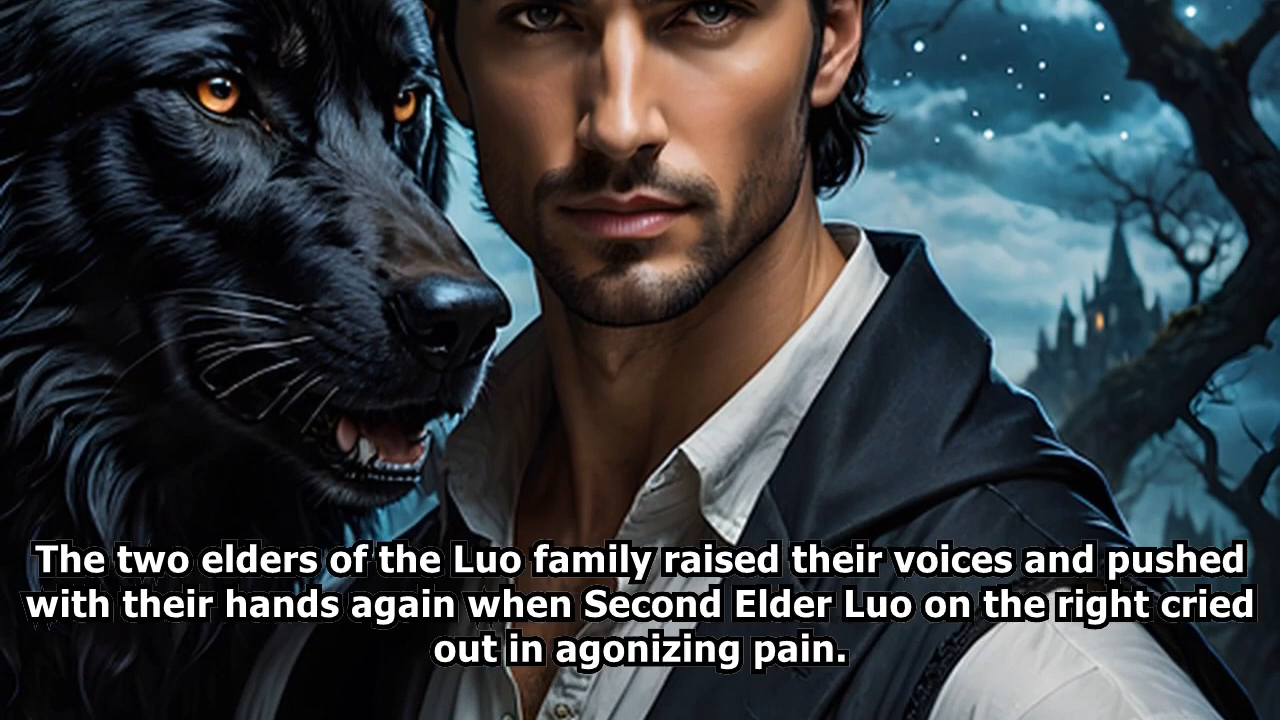 The two elders of the Luo family raised their voices and pushed
with their hands again when Second Elder Luo on the right cried
out in agonizing pain.